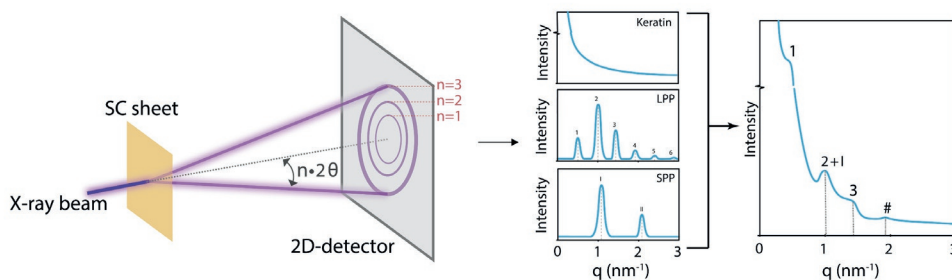 SC sheet
X-ray beam
n•2θ
2D-detector
n=3
n=2
n=1
Intensity
Keratin
Intensity
LPP
1
2
3
4
5
6
Intensity
SPP
I
II
0 1 2 3
q (nm⁻¹)
Intensity
1
2+I
3
#
0 1 2 3
q (nm⁻¹)